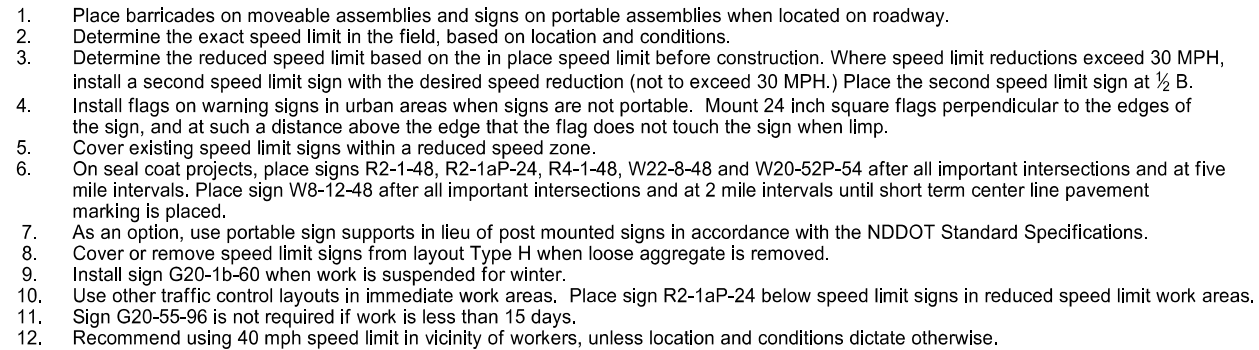 1. Place barricades on moveable assemblies and signs on portable assemblies when located on roadway.
2. Determine the exact speed limit in the field, based on location and conditions.
3. Determine the reduced speed limit based on the in place speed limit before construction. Where speed limit reductions exceed 30 MPH,
install a second speed limit sign with the desired speed reduction (not to exceed 30 MPH.) Place the second speed limit sign at ½ B.
4. Install flags on warning signs in urban areas when signs are not portable. Mount 24 inch square flags perpendicular to the edges of
the sign, and at such a distance above the edge that the flag does not touch the sign when limp.
5. Cover existing speed limit signs within a reduced speed zone.
6. On seal coat projects, place signs R2-1-48, R2-1aP-24, R4-1-48, W22-8-48 and W20-52P-54 after all important intersections and at five
mile intervals. Place sign W8-12-48 after all important intersections and at 2 mile intervals until short term center line pavement
marking is placed.
7. As an option, use portable sign supports in lieu of post mounted signs in accordance with the NDDOT Standard Specifications.
8. Cover or remove speed limit signs from layout Type H when loose aggregate is removed.
9. Install sign G20-1b-60 when work is suspended for winter.
10. Use other traffic control layouts in immediate work areas. Place sign R2-1aP-24 below speed limit signs in reduced speed limit work areas.
11. Sign G20-55-96 is not required if work is less than 15 days.
12. Recommend using 40 mph speed limit in vicinity of workers, unless location and conditions dictate otherwise.